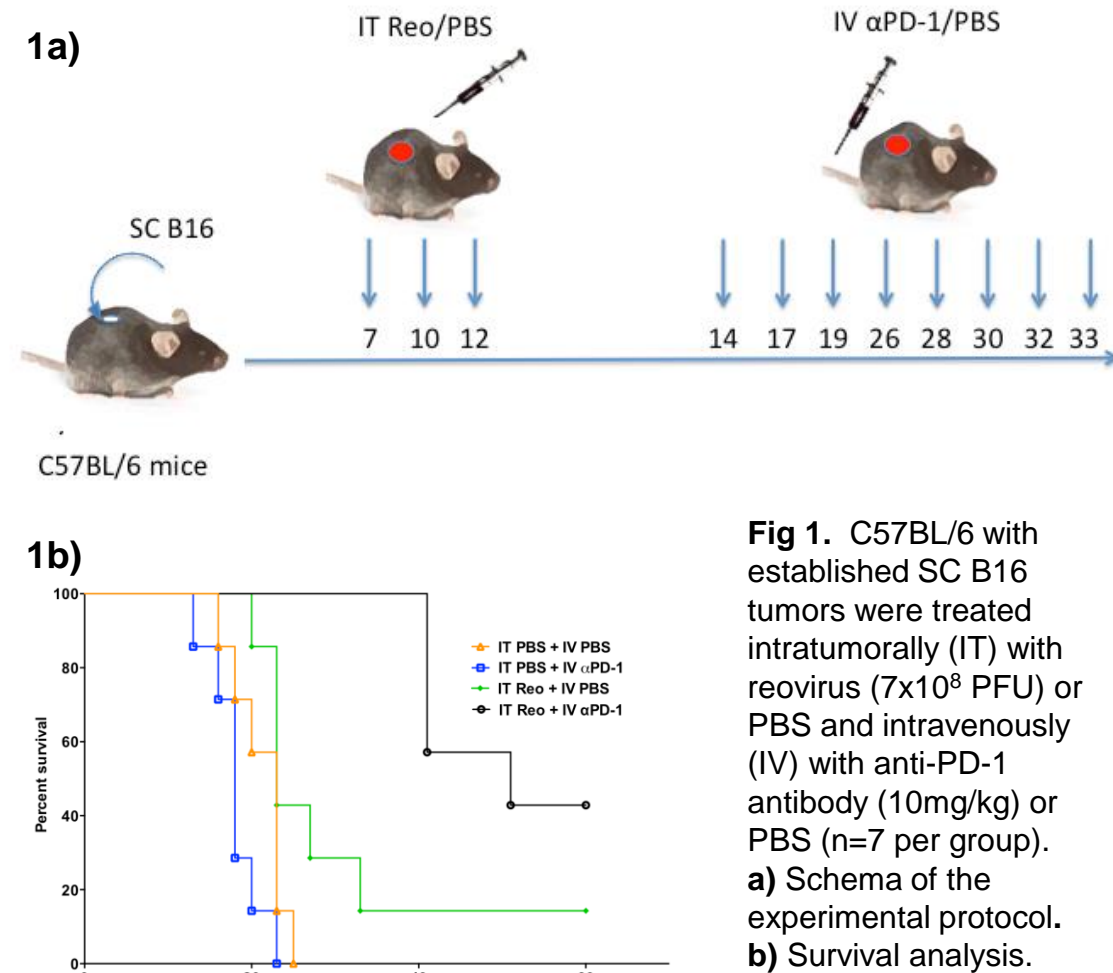 1a)
IT Reo/PBS
IV αPD-1/PBS
SC B16
7 10 12 14 17 19 26 28 30 32 33
C57BL/6 mice
1b)
100
80
60
40
20
0
Percent survival
IT PBS + IV PBS
IT PBS + IV αPD-1
IT Reo + IV PBS
IT Reo + IV αPD-1
Fig 1. C57BL/6 with
established SC B16
tumors were treated
intratumorally (IT) with
reovirus (7x10⁸ PFU) or
PBS and intravenously
(IV) with anti-PD-1
antibody (10mg/kg) or
PBS (n=7 per group).
a) Schema of the
experimental protocol.
b) Survival analysis.